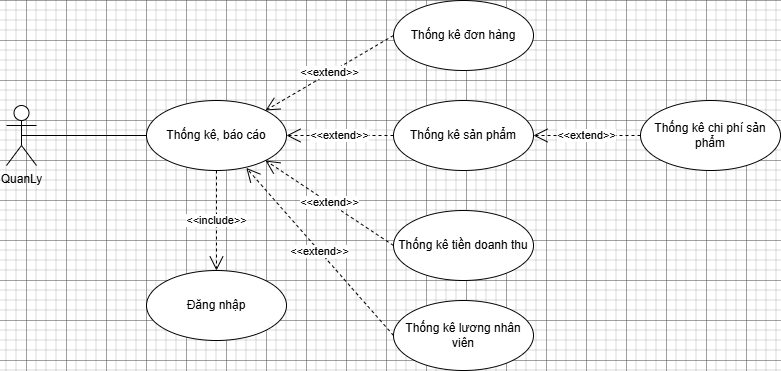 Thống kê đơn hàng
<<extend>>
Thống kê, báo cáo
<<extend>>
Thống kê sản phẩm
<<extend>>
Thống kê chi phí sản
phẩm
QuanLy
<<extend>>
<<include>>
<<extend>>
Thống kê tiền doanh thu
Đăng nhập
Thống kê lương nhân
viên